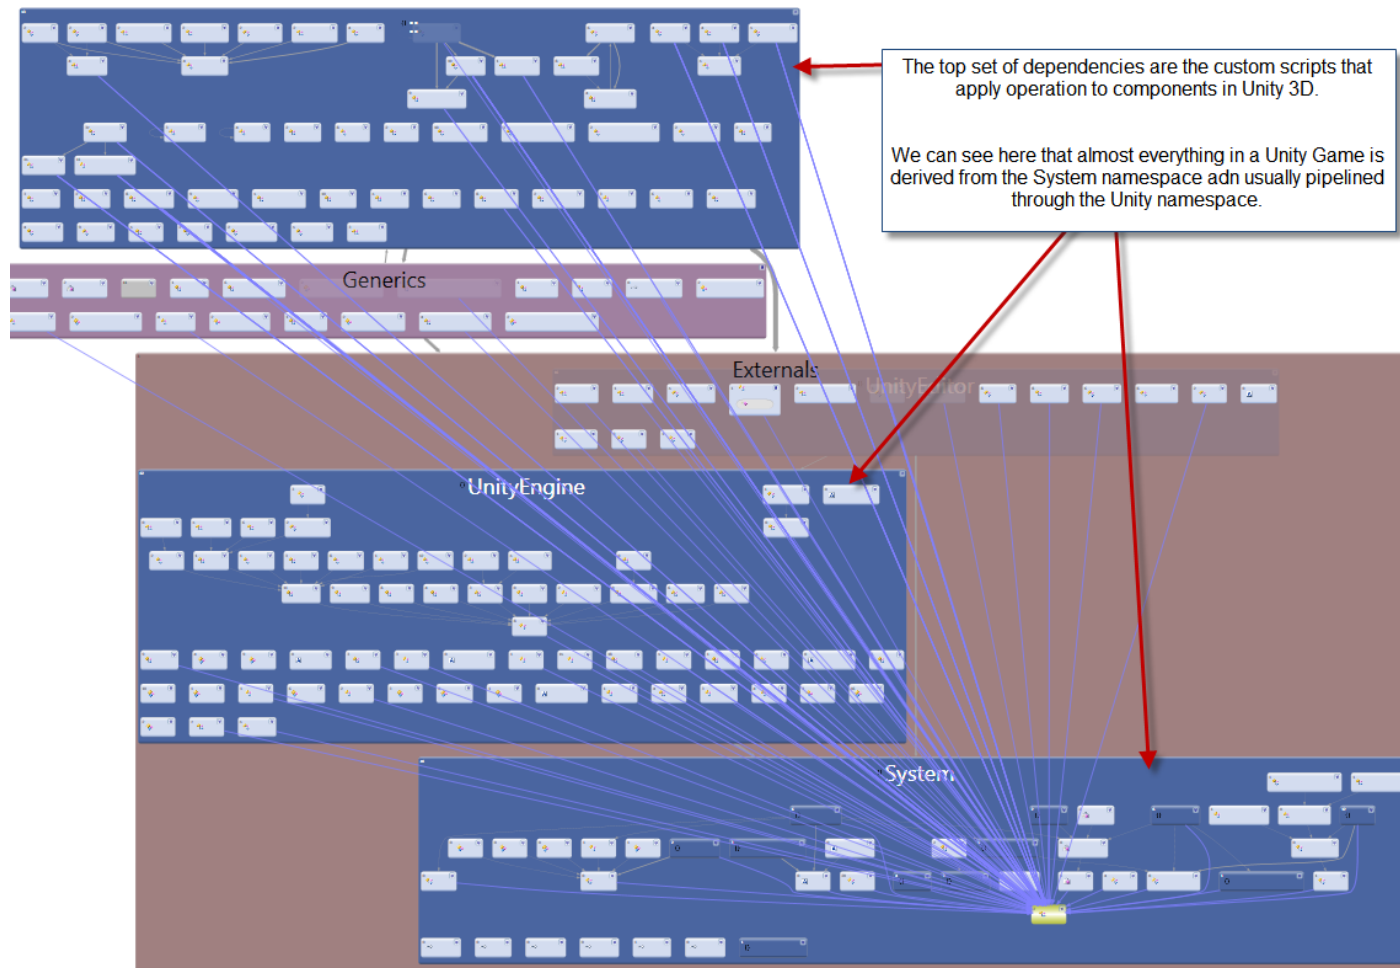 The top set of dependencies are the custom scripts that
apply operation to components in Unity 3D.
We can see here that almost everything in a Unity Game is
derived from the System namespace adn usually pipelined
through the Unity namespace.
Generics
Externals
UnityEditor
UnityEngine
System